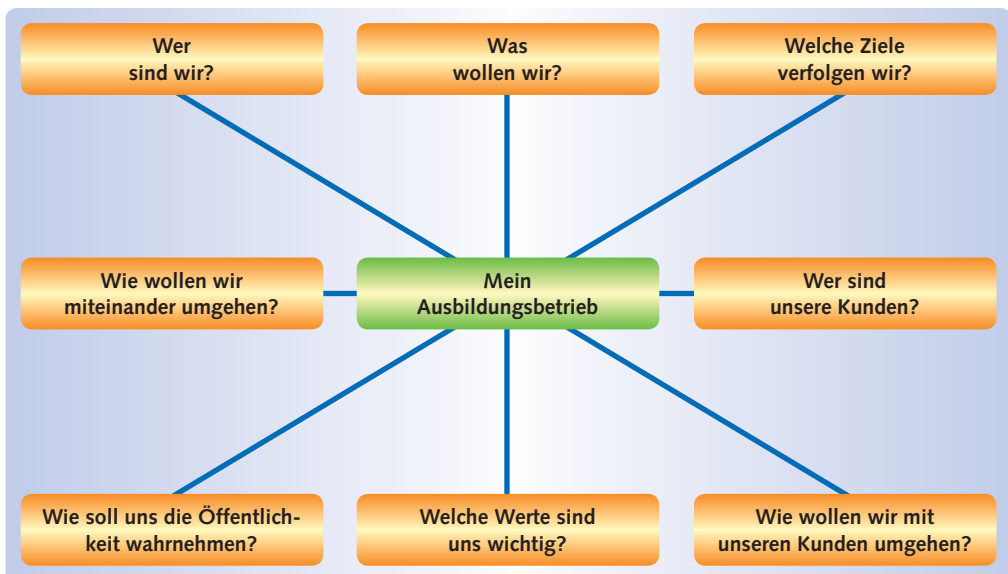 Wer
sind wir?
Was
wollen wir?
Welche Ziele
verfolgen wir?
Wie wollen wir
miteinander umgehen?
Mein
Ausbildungsbetrieb
Wer sind
unsere Kunden?
Wie soll uns die Öffentlich-
keit wahrnehmen?
Welche Werte sind
uns wichtig?
Wie wollen wir mit
unseren Kunden umgehen?